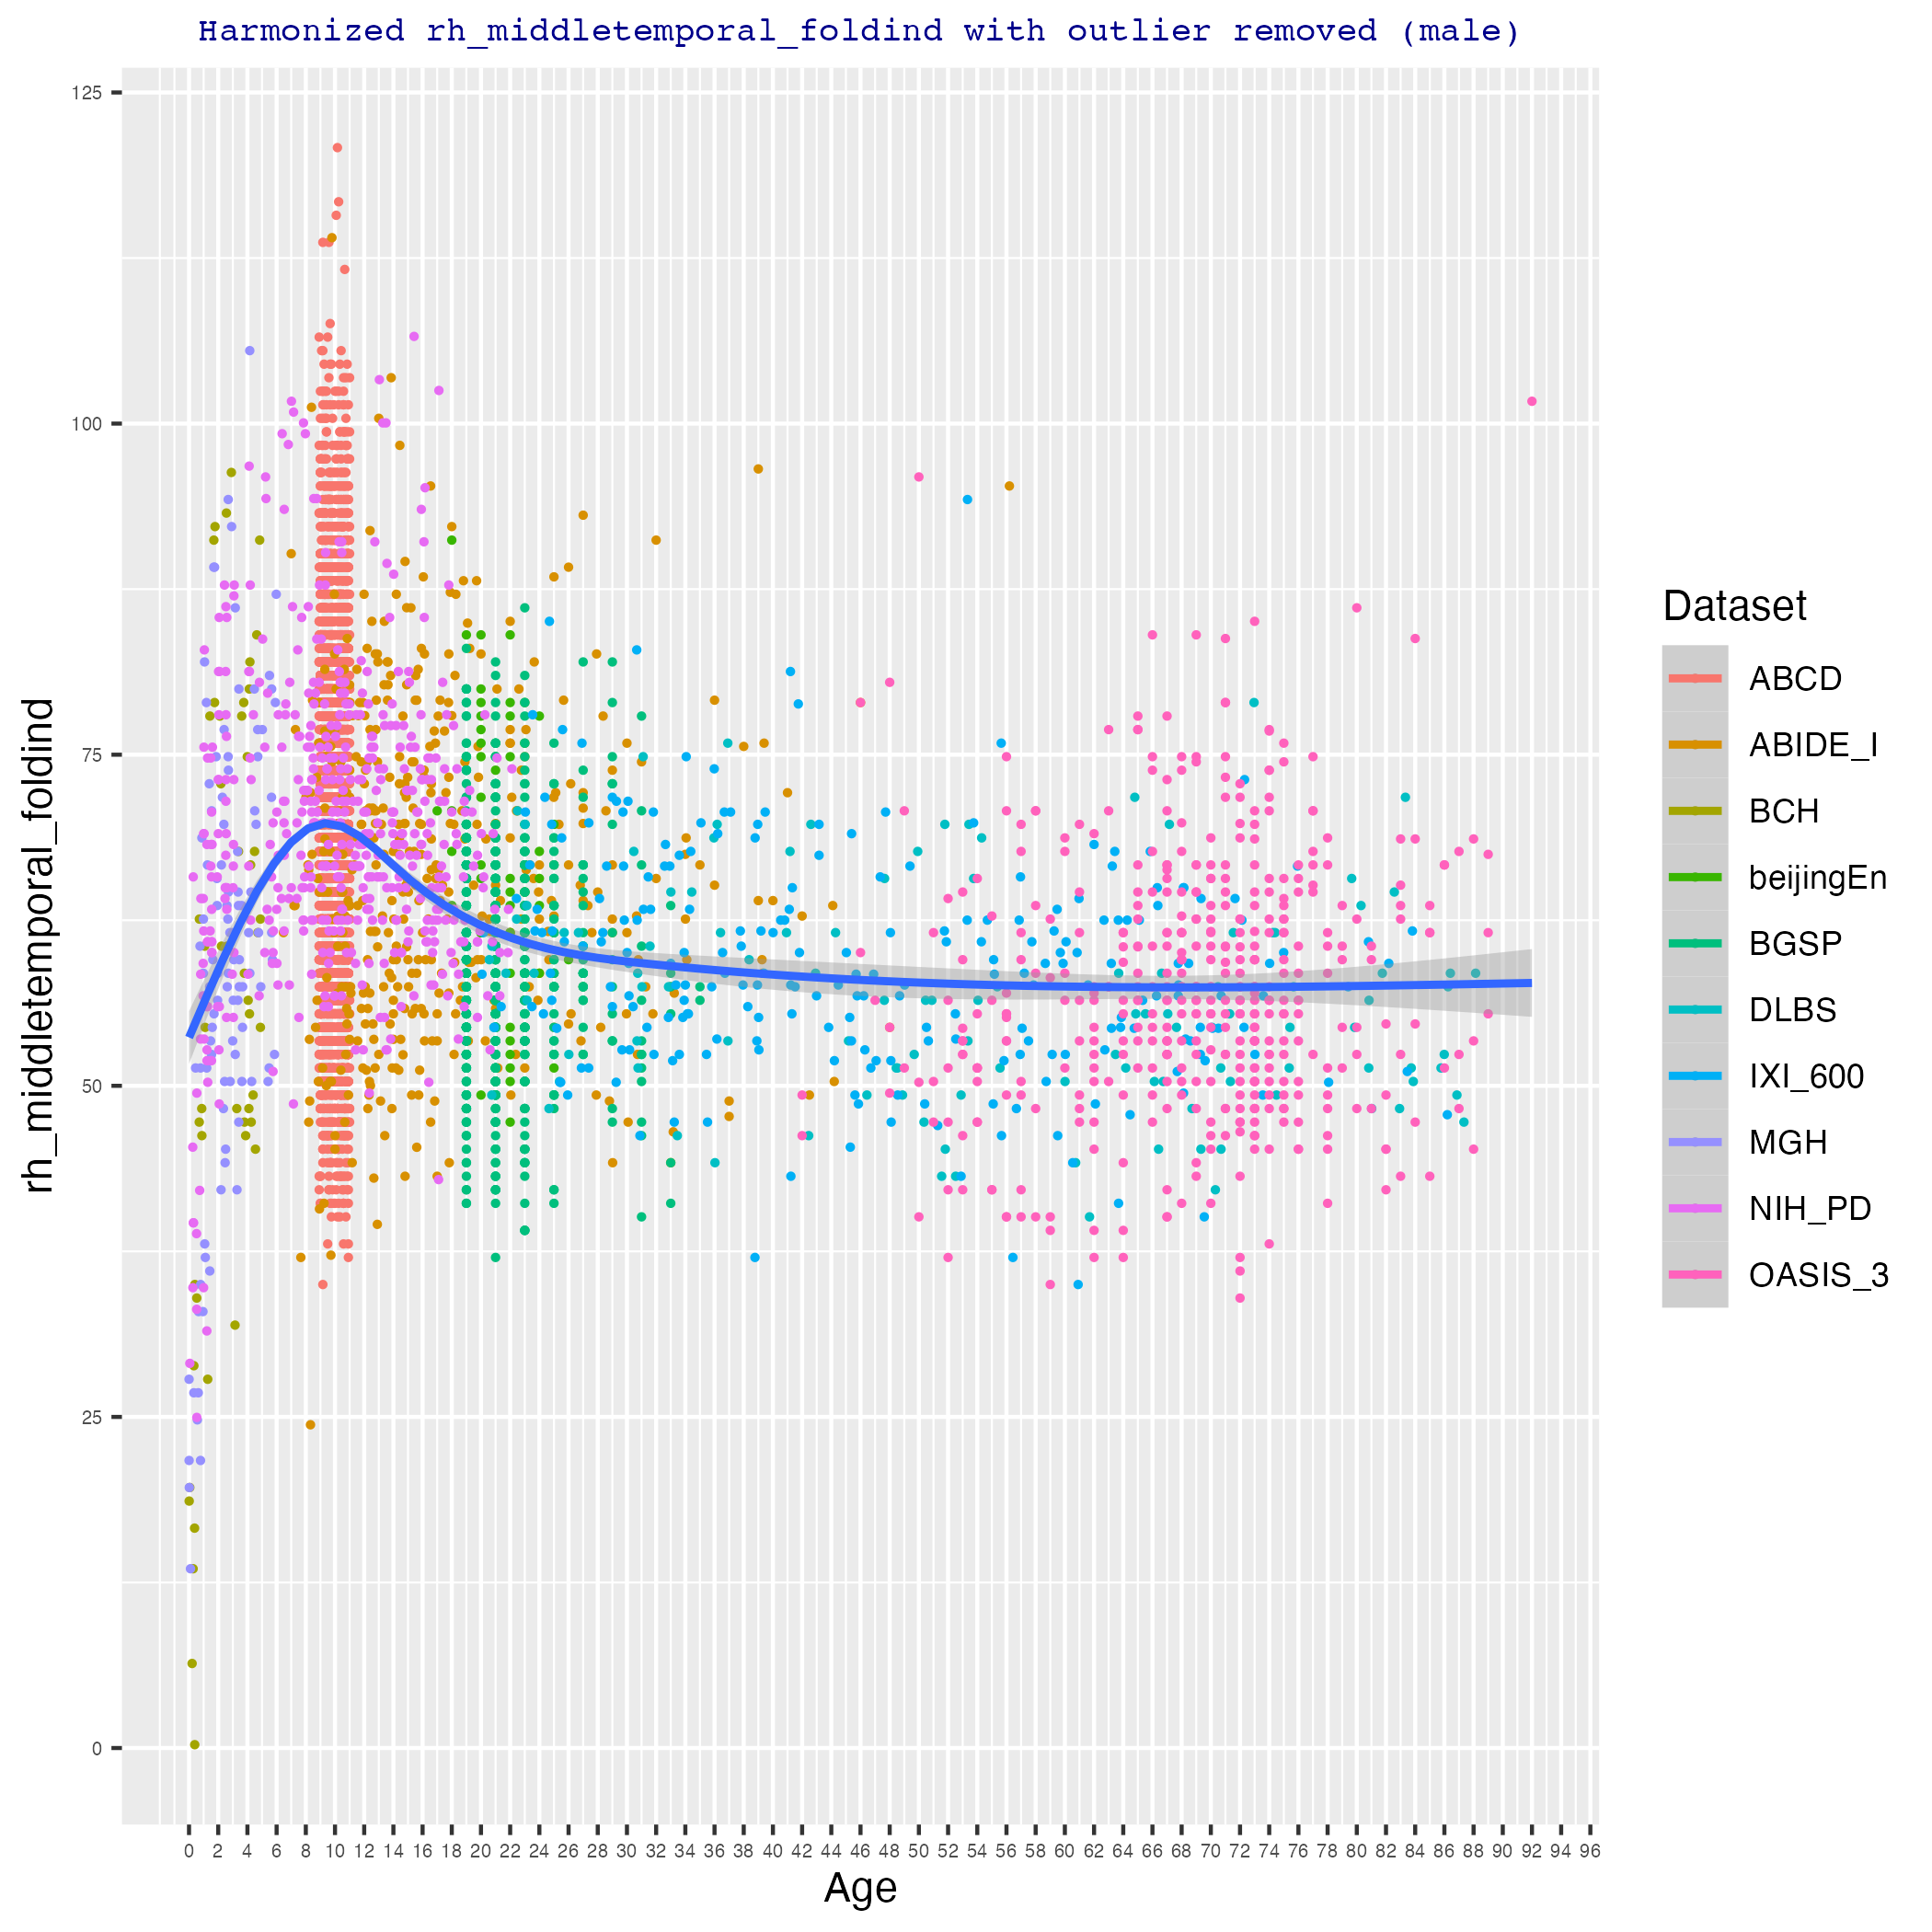 Harmonized rh_middletemporal_foldind with outlier removed (male)
125
100
75
50
25
0
rh_middletemporal_foldind
0 2 4 6 8 10 12 14 16 18 20 22 24 26 28 30 32 34 36 38 40 42 44 46 48 50 52 54 56 58 60 62 64 66 68 70 72 74 76 78 80 82 84 86 88 90 92 94 96
Age
Dataset
ABCD
ABIDE_I
BCH
beijingEn
BGSP
DLBS
IXI_600
MGH
NIH_PD
OASIS_3